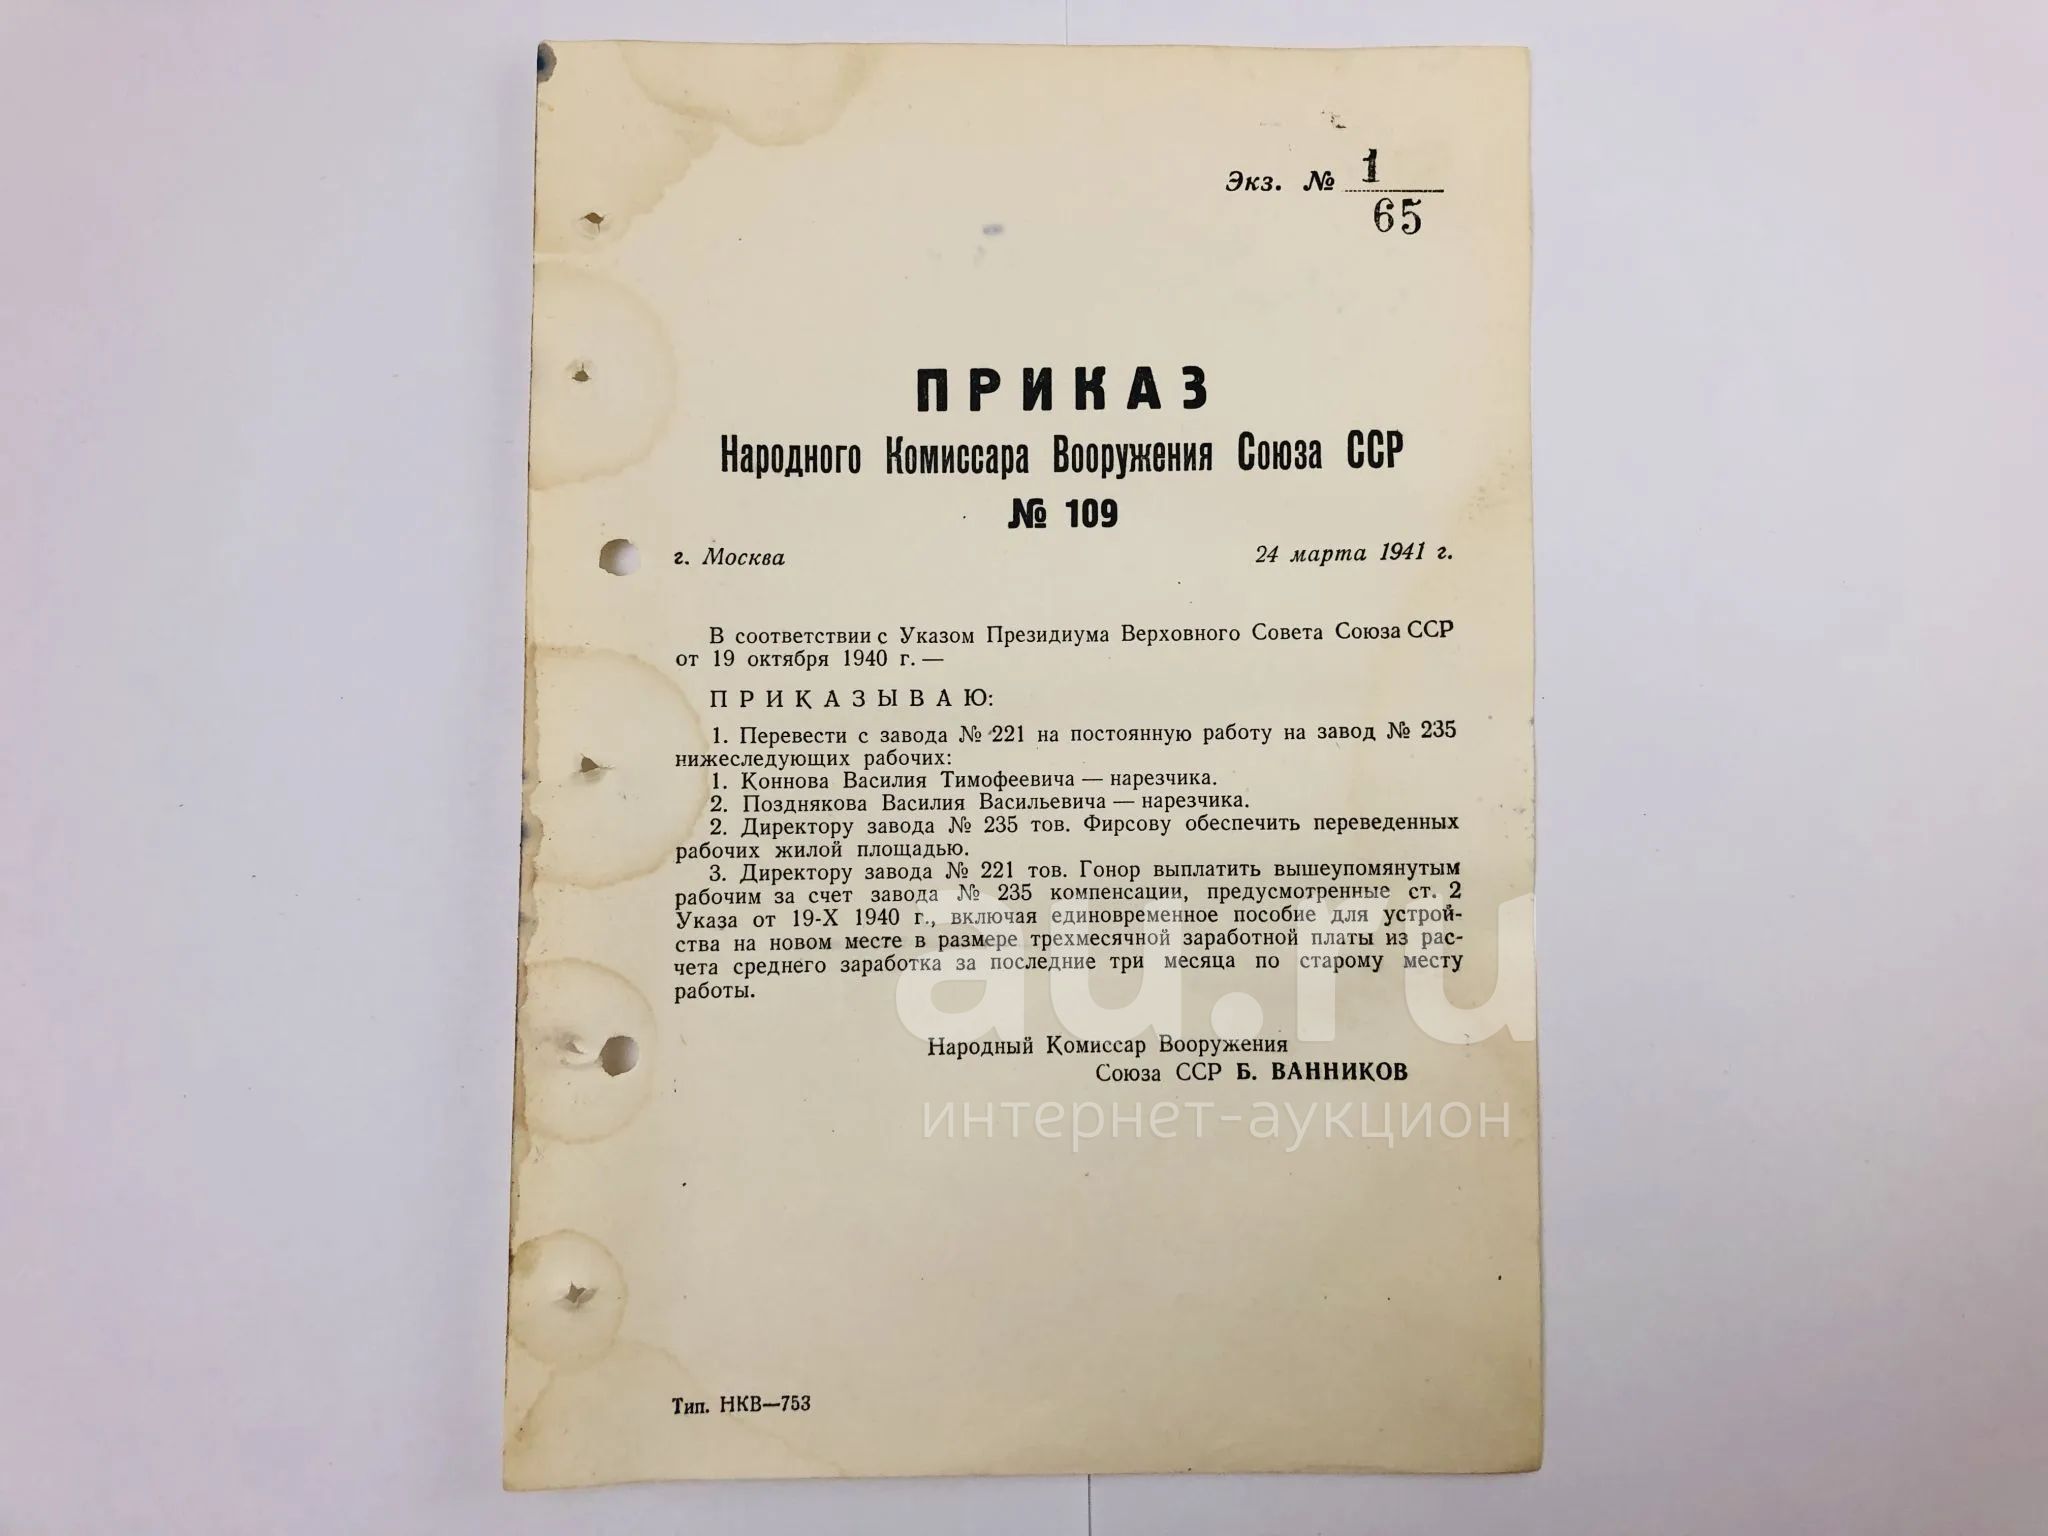 Экз. № 1
65
ПРИКАЗ
Народного Комиссара Вооружения Союза ССР
№ 109
г. Москва 24 марта 1941 г.
В соответствии с Указом Президиума Верховного Совета Союза ССР
от 19 октября 1940 г. —
ПРИКАЗЫВАЮ:
1. Перевести с завода № 221 на постоянную работу на завод № 235
нижеследующих рабочих:
1. Коннова Василия Тимофеевича — нарезчика.
2. Позднякова Василия Васильевича — нарезчика.
2. Директору завода № 235 тов. Фирсову обеспечить переведенных
рабочих жилой площадью.
3. Директору завода № 221 тов. Гонор выплатить вышеупомянутым
рабочим за счет завода № 235 компенсации, предусмотренные ст. 2
Указа от 19-X 1940 г., включая единовременное пособие для устрой-
ства на новом месте в размере трехмесячной заработной платы из рас-
чета среднего заработка за последние три месяца по старому месту
работы.
au.ru
Народный Комиссар Вооружения
Союза ССР Б. ВАННИКОВ
интернет-аукцион
Тип. НКВ—753